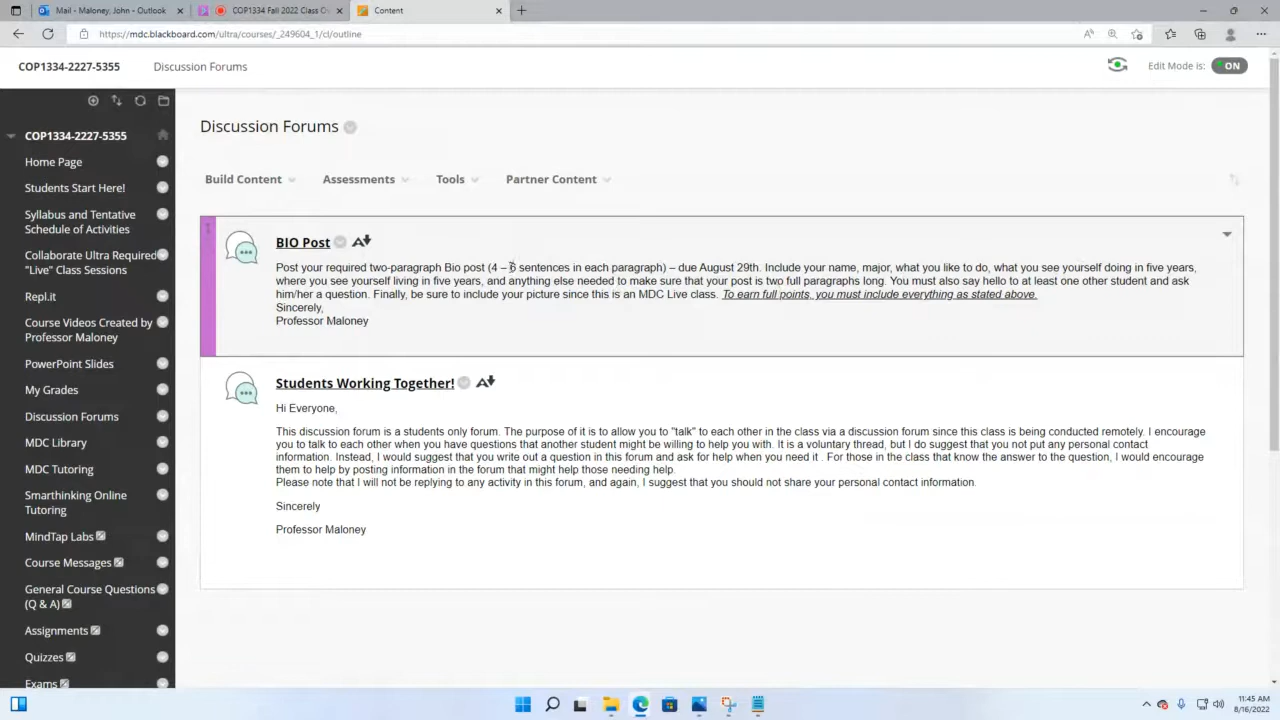 Mail - Maloney, John - Outlook
COP1334 Fall 2022 Class O
Content
https://mdc.blackboard.com/ultra/courses/_249604_1/cl/outline
COP1334-2227-5355
Discussion Forums
Edit Mode is:
ON
COP1334-2227-5355
Home Page
Students Start Here!
Syllabus and Tentative
Schedule of Activities
Collaborate Ultra Required
"Live" Class Sessions
Repl.it
Course Videos Created by
Professor Maloney
PowerPoint Slides
My Grades
Discussion Forums
MDC Library
MDC Tutoring
Smarthinking Online
Tutoring
MindTap Labs
Course Messages
General Course Questions
(Q & A)
Assignments
Quizzes
Exams
Discussion Forums
Build Content
Assessments
Tools
Partner Content
BIO Post
Post your required two-paragraph Bio post (4 – 6 sentences in each paragraph) – due August 29th. Include your name, major, what you like to do, what you see yourself doing in five years,
where you see yourself living in five years, and anything else needed to make sure that your post is two full paragraphs long. You must also say hello to at least one other student and ask
him/her a question. Finally, be sure to include your picture since this is an MDC Live class. To earn full points, you must include everything as stated above.
Sincerely,
Professor Maloney
Students Working Together!
Hi Everyone,
This discussion forum is a students only forum. The purpose of it is to allow you to "talk" to each other in the class via a discussion forum since this class is being conducted remotely. I encourage
you to talk to each other when you have questions that another student might be willing to help you with. It is a voluntary thread, but I do suggest that you not put any personal contact
information. Instead, I would suggest that you write out a question in this forum and ask for help when you need it . For those in the class that know the answer to the question, I would encourage
them to help by posting information in the forum that might help those needing help.
Please note that I will not be replying to any activity in this forum, and again, I suggest that you should not share your personal contact information.
Sincerely
Professor Maloney
11:45 AM
8/16/2022